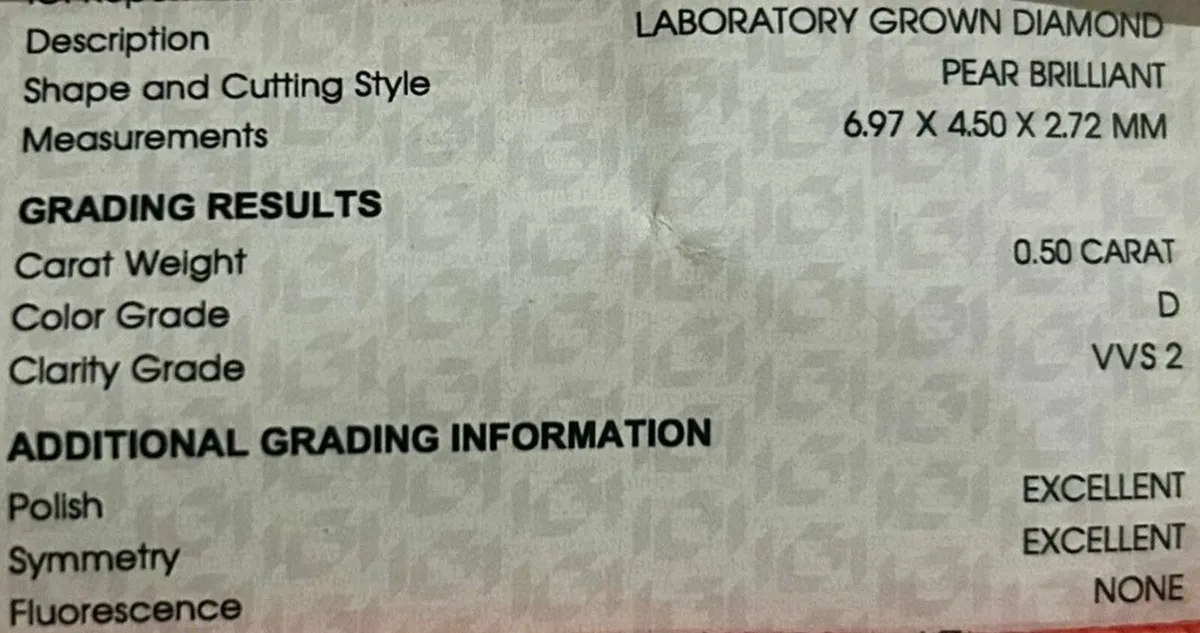 Description LABORATORY GROWN DIAMOND
Shape and Cutting Style PEAR BRILLIANT
Measurements 6.97 X 4.50 X 2.72 MM
GRADING RESULTS
Carat Weight 0.50 CARAT
Color Grade D
Clarity Grade VVS 2
ADDITIONAL GRADING INFORMATION
Polish EXCELLENT
Symmetry EXCELLENT
Fluorescence NONE